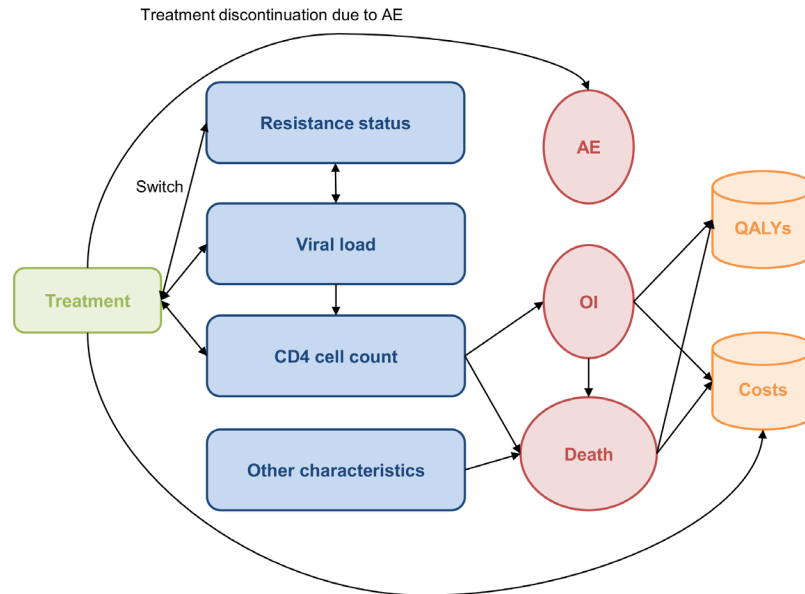 Treatment discontinuation due to AE
Resistance status
AE
Switch
QALYs
Viral load
Treatment
OI
CD4 cell count
Costs
Other characteristics
Death